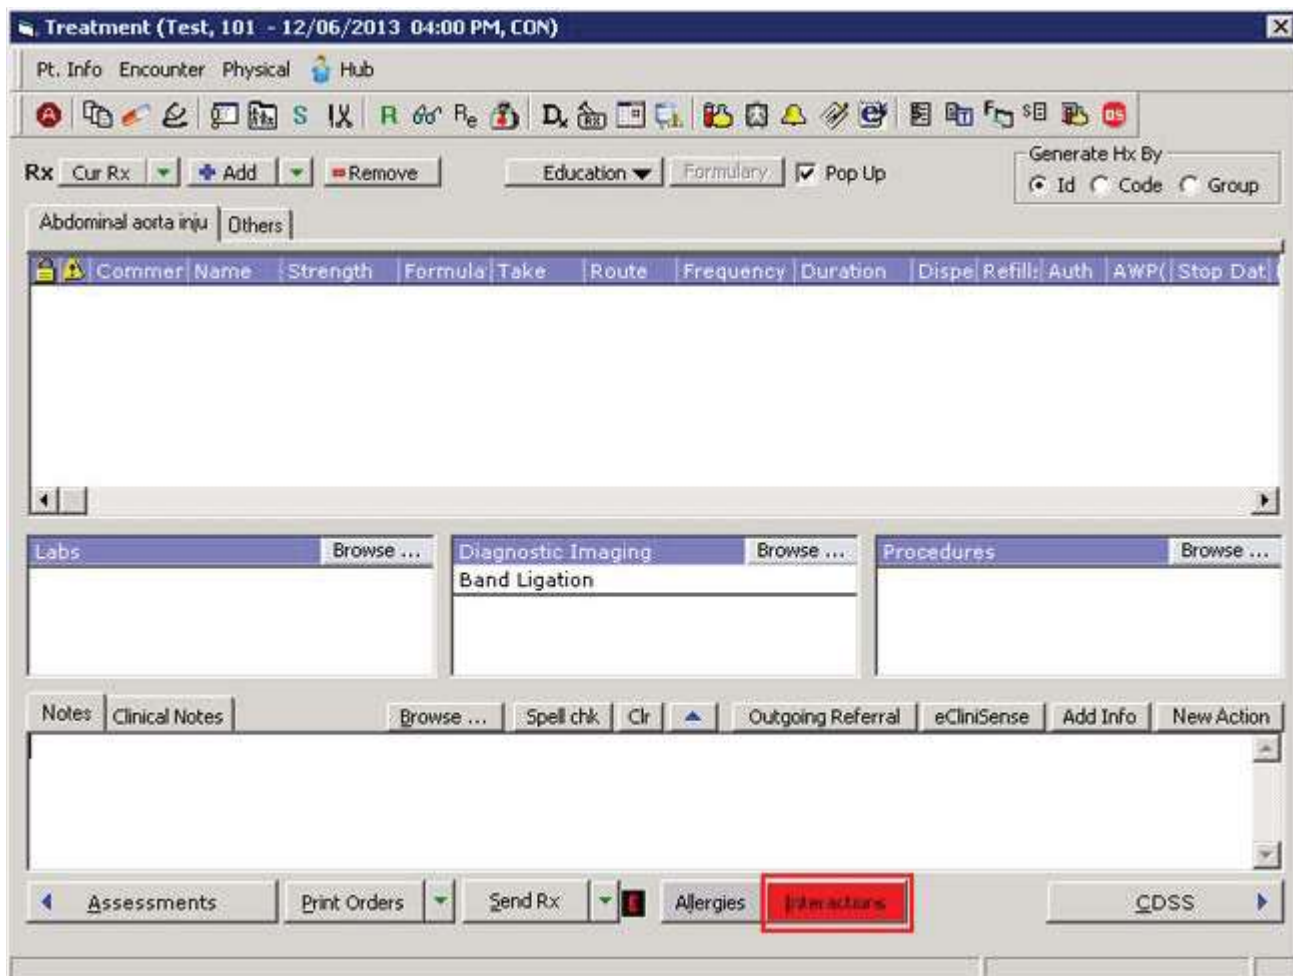 Treatment (Test, 101 - 12/06/2013 04:00 PM, CON)
Pt. Info Encounter Physical Hub
S R Re Dx Rx
Rx Cur Rx Add Remove Education Formulary Pop Up
Generate Hx By
Id Code Group
Abdominal aorta inju Others
Commer Name Strength Formula Take Route Frequency Duration Dispe Refill: Auth AWP( Stop Dat
Labs Browse ... Diagnostic Imaging Browse ... Procedures Browse ...
Band Ligation
Notes Clinical Notes Browse ... Spell chk Clr Outgoing Referral eCliniSense Add Info New Action
Assessments Print Orders Send Rx Allergies Interactions CDSS